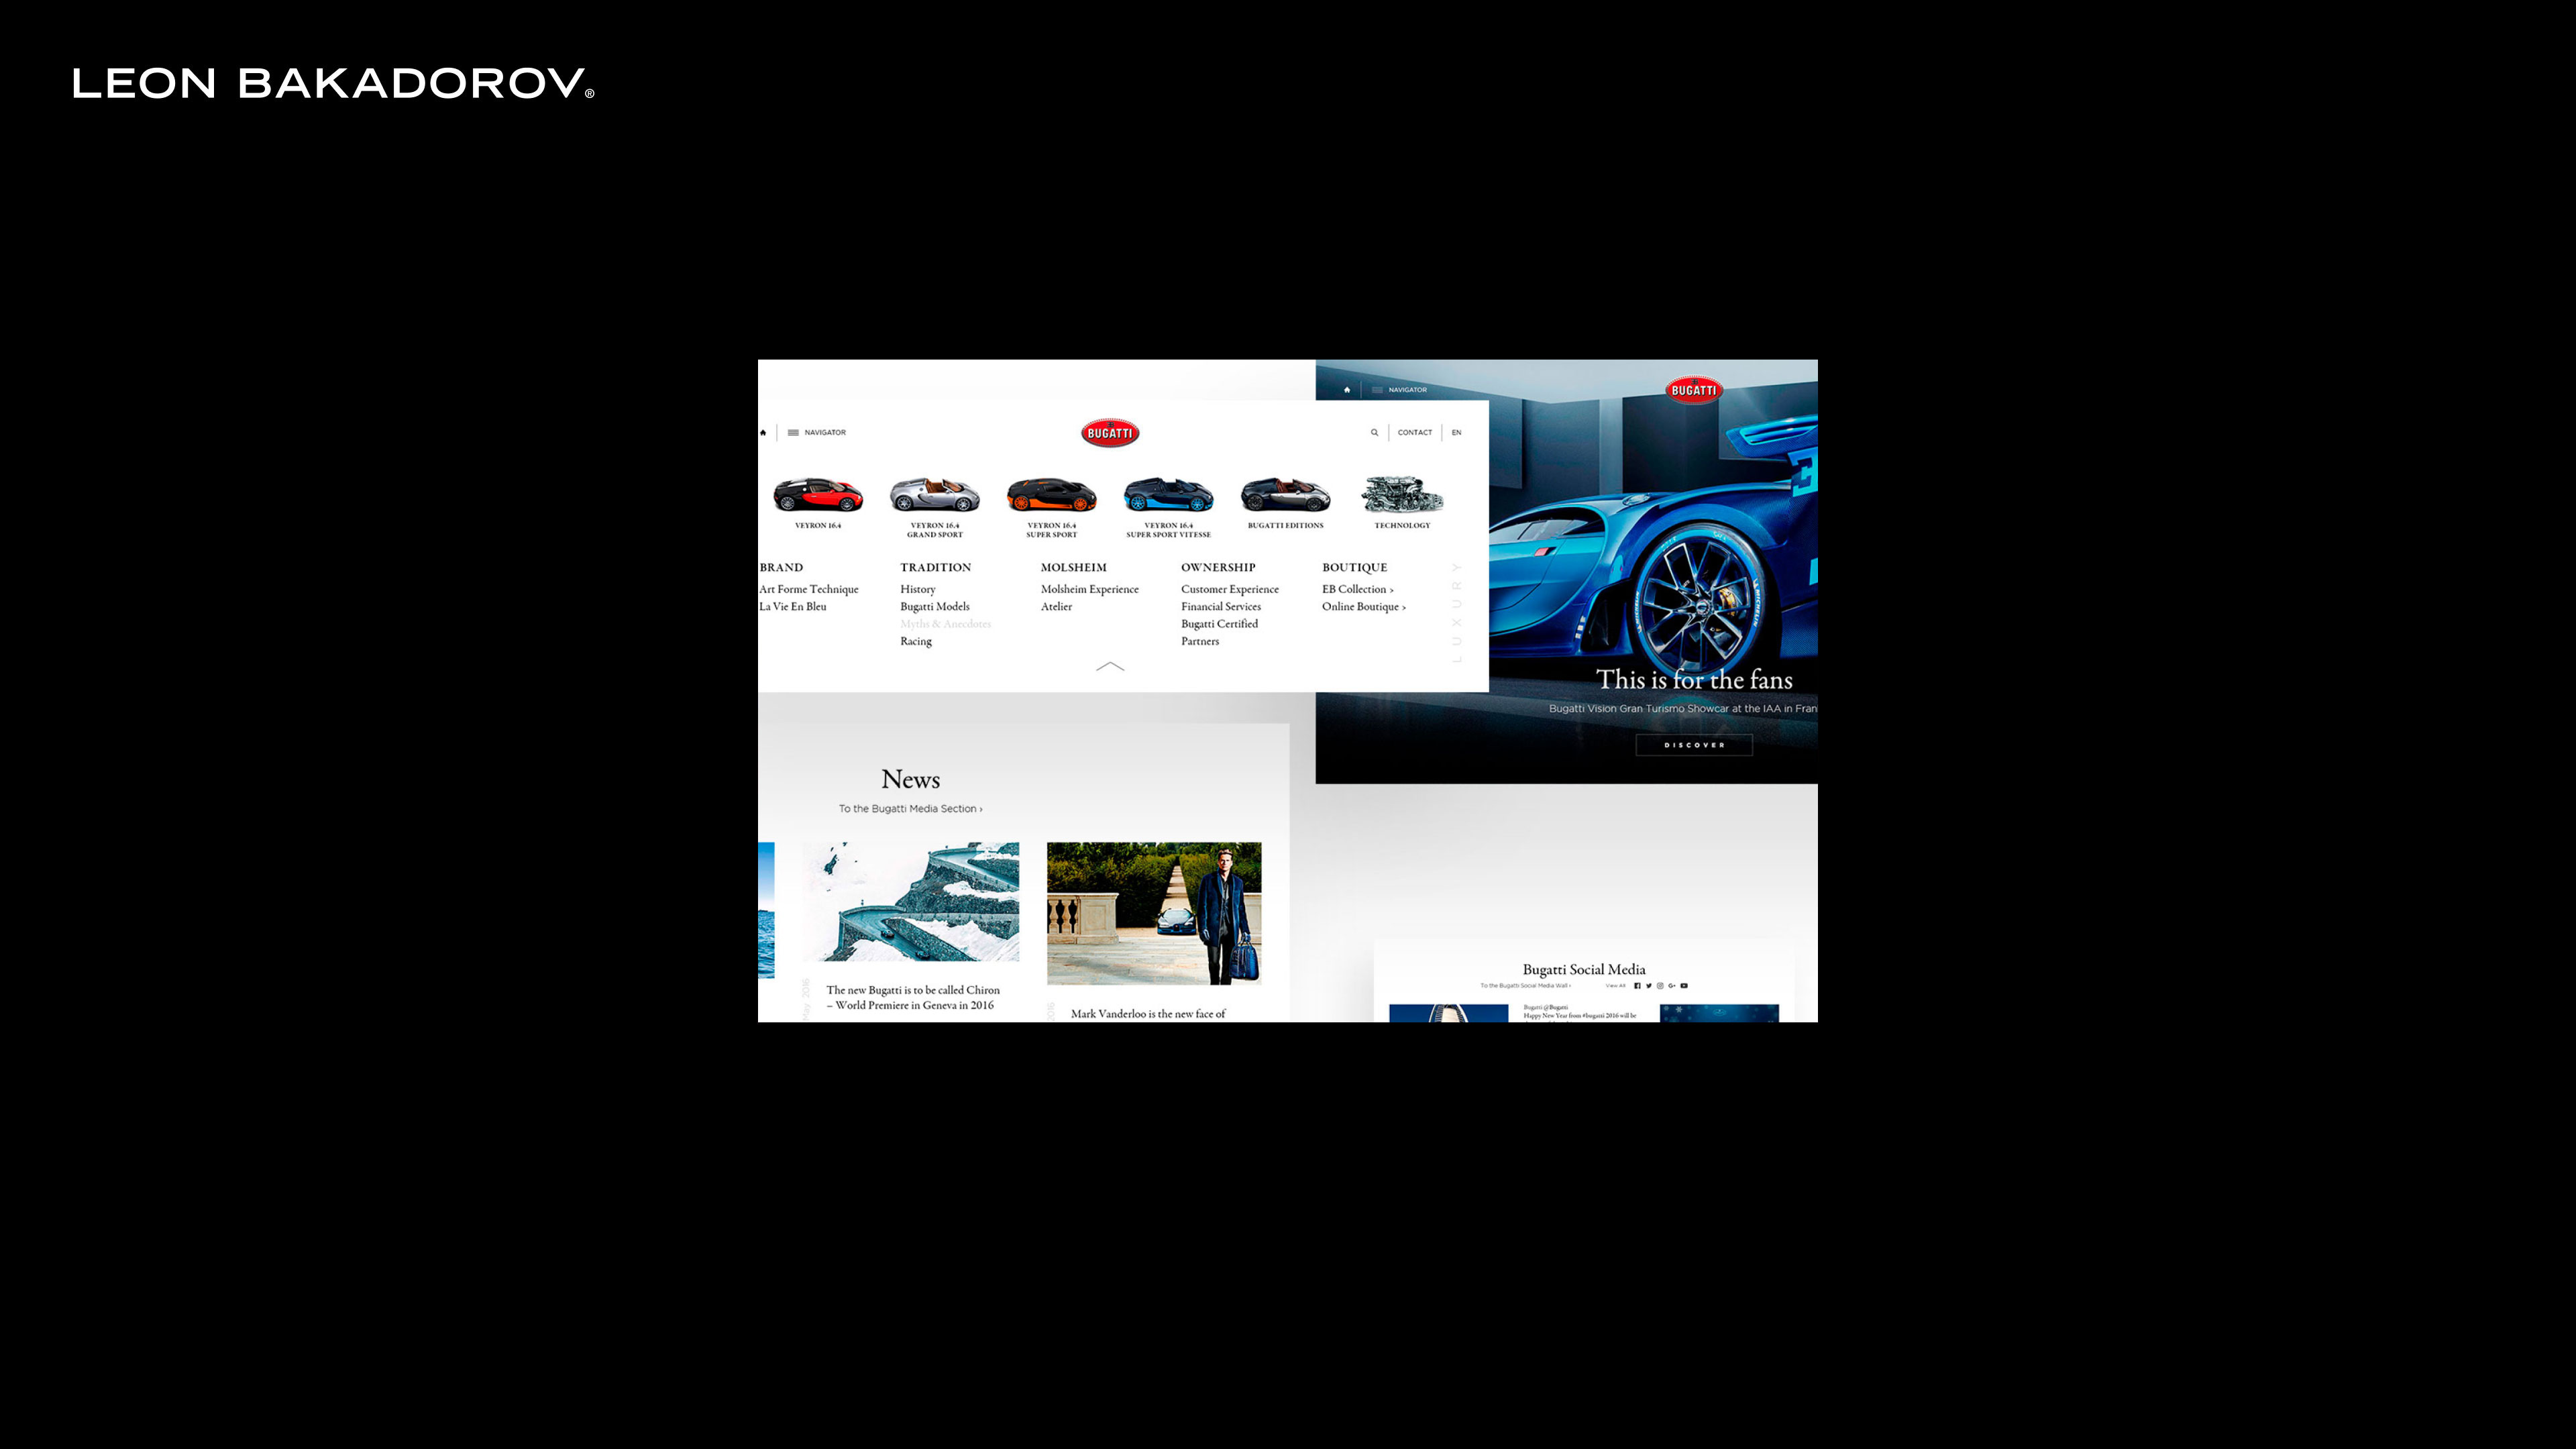 LEON BAKADOROV®
NAVIGATOR
BUGATTI
NAVIGATOR
BUGATTI
CONTACT
EN
VEYRON 16.4
VEYRON 16.4
GRAND SPORT
VEYRON 16.4
SUPER SPORT
VEYRON 16.4
SUPER SPORT VITESSE
BUGATTI EDITIONS
TECHNOLOGY
BRAND
Art Forme Technique
La Vie En Bleu
TRADITION
History
Bugatti Models
Myths & Anecdotes
Racing
MOLSHEIM
Molsheim Experience
Atelier
OWNERSHIP
Customer Experience
Financial Services
Bugatti Certified
Partners
BOUTIQUE
EB Collection ›
Online Boutique ›
LUXURY
This is for the fans
Bugatti Vision Gran Turismo Showcar at the IAA in Fran
DISCOVER
News
To the Bugatti Media Section ›
May 2016
The new Bugatti is to be called Chiron
– World Premiere in Geneva in 2016
2016
Mark Vanderloo is the new face of
Bugatti Social Media
To the Bugatti Social Media Wall ›
View All
Bugatti @Bugatti
Happy New Year from #bugatti 2016 will be